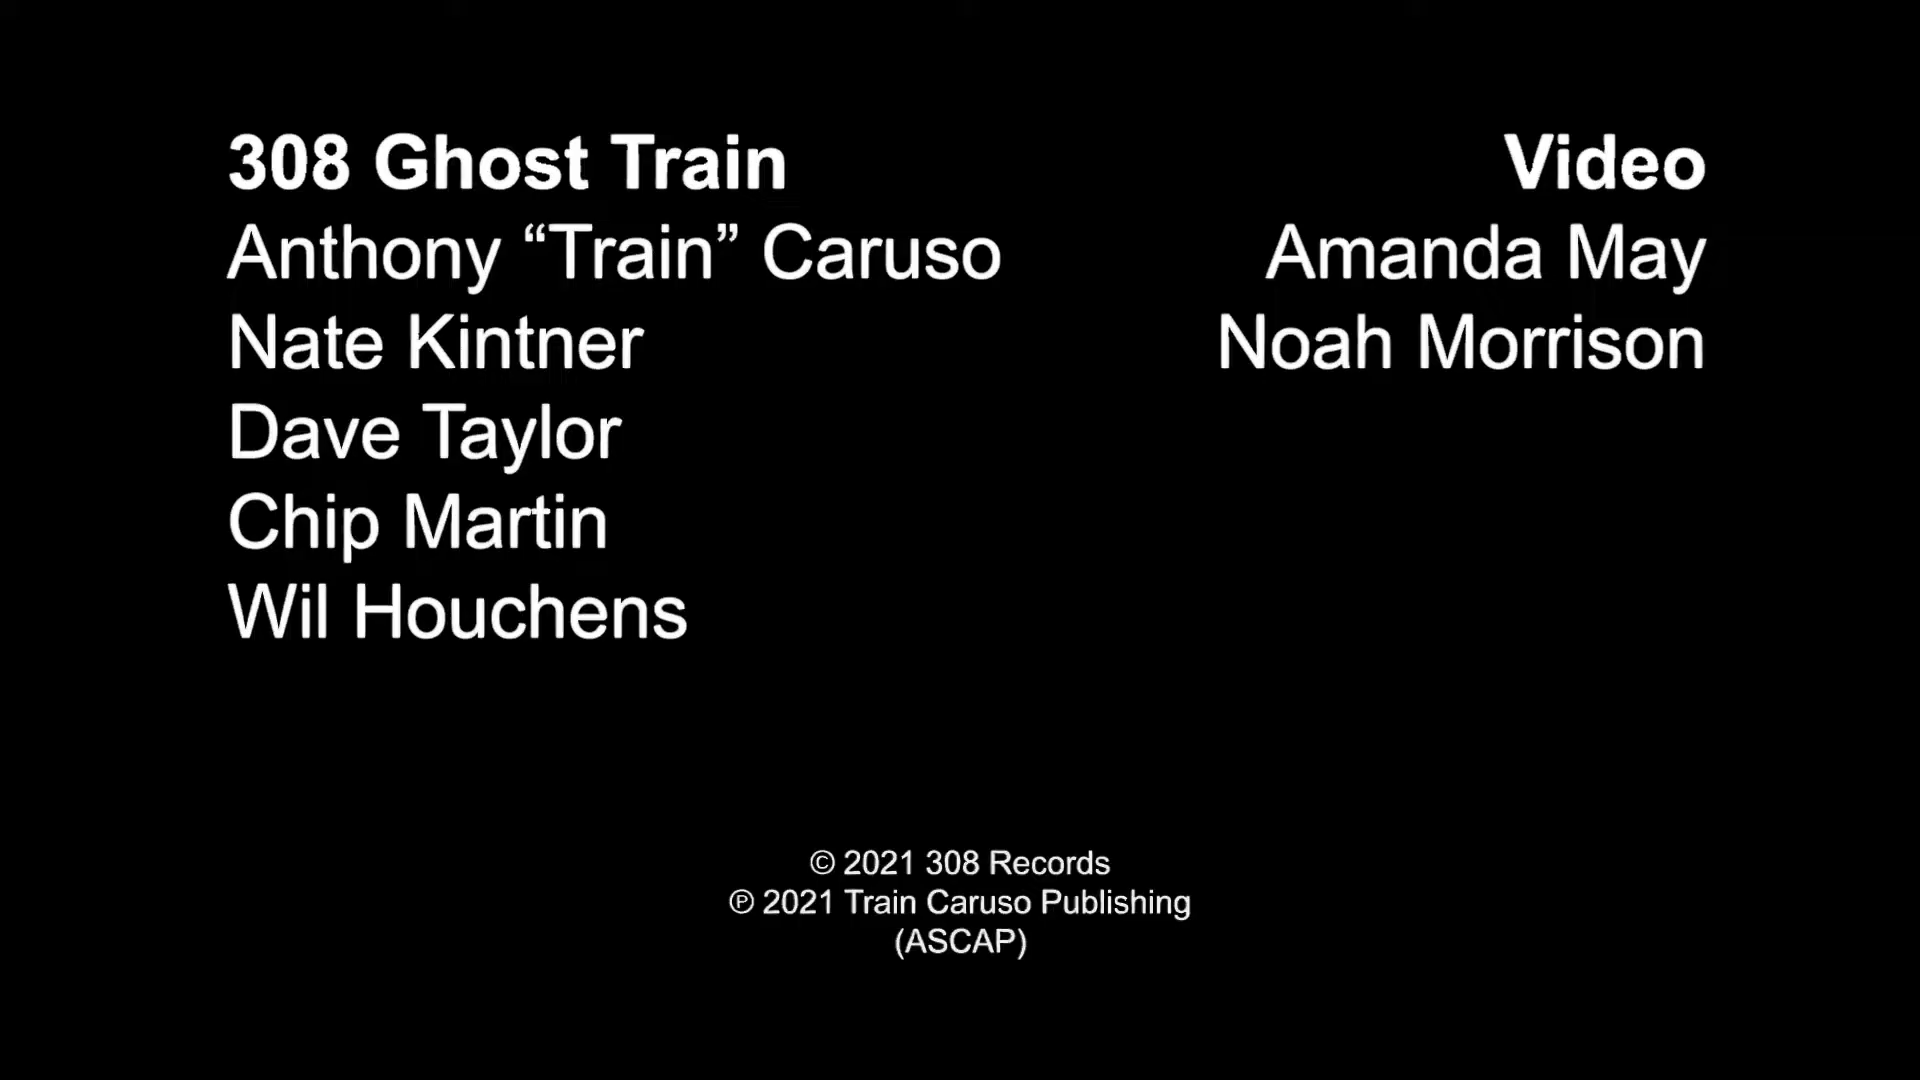 308 Ghost Train
Anthony “Train” Caruso
Nate Kintner
Dave Taylor
Chip Martin
Wil Houchens
Video
Amanda May
Noah Morrison
© 2021 308 Records
℗ 2021 Train Caruso Publishing
(ASCAP)